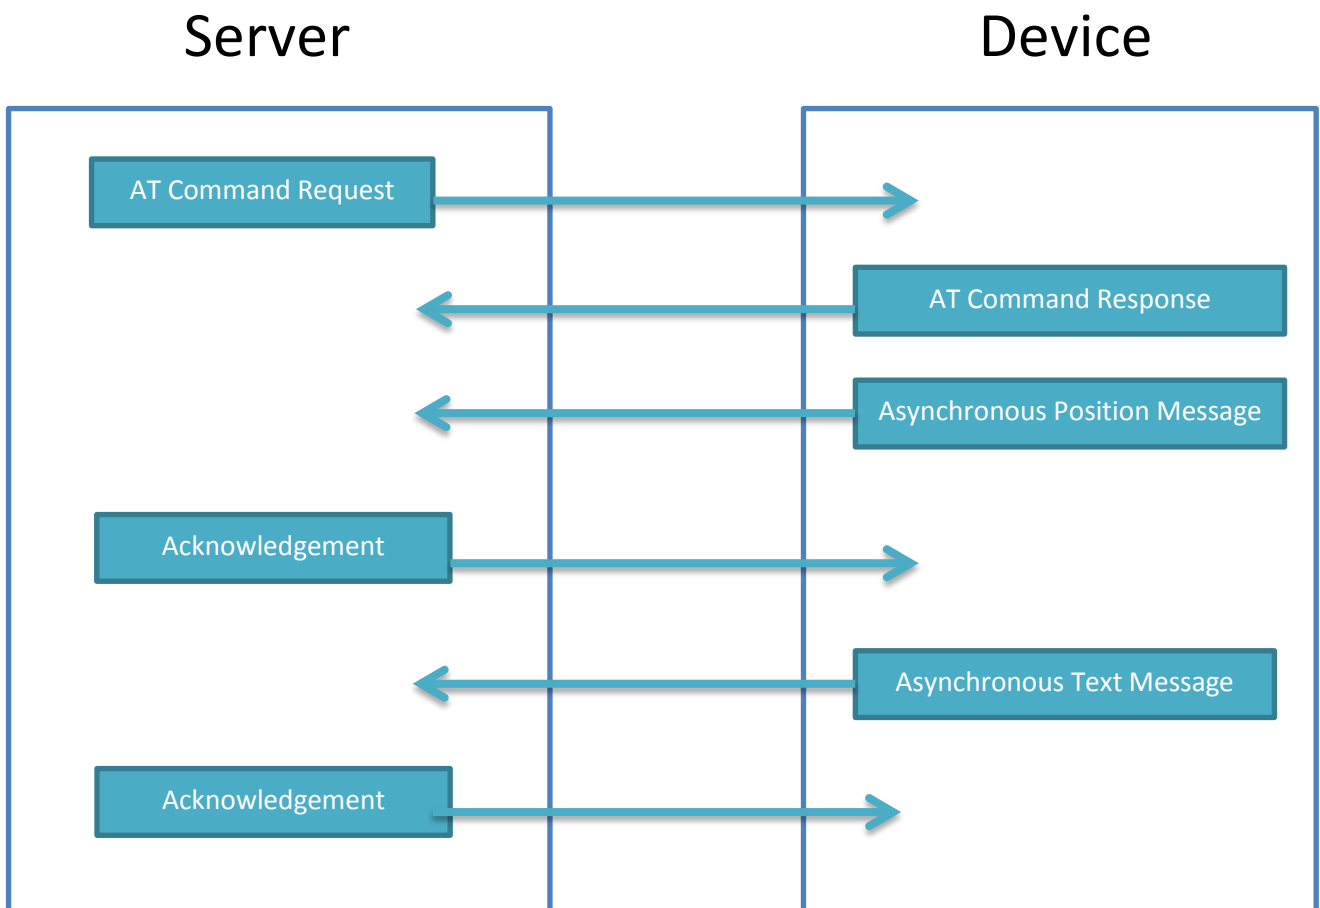 Server
Device
AT Command Request
AT Command Response
Asynchronous Position Message
Acknowledgement
Asynchronous Text Message
Acknowledgement